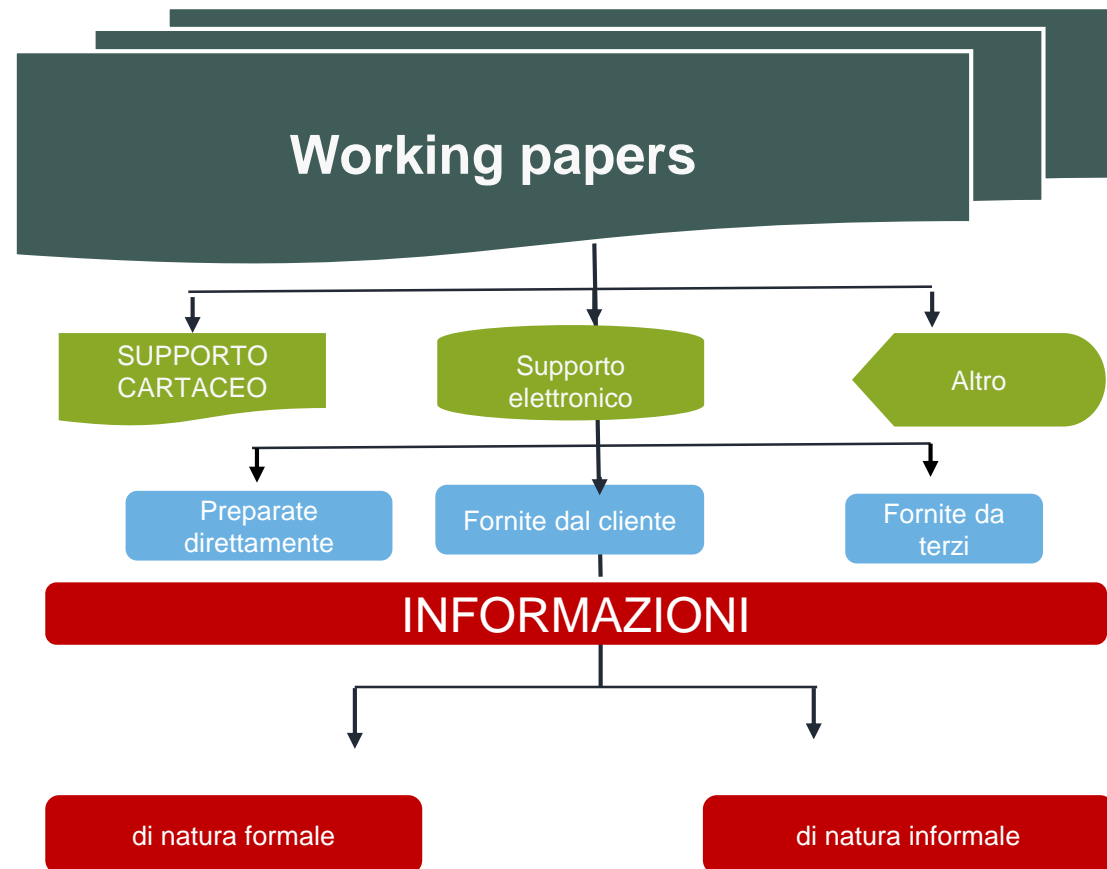 Working papers
SUPPORTO
CARTACEO
Supporto
elettronico
Altro
Preparate
direttamente
Fornite dal cliente
Fornite da
terzi
INFORMAZIONI
di natura formale
di natura informale